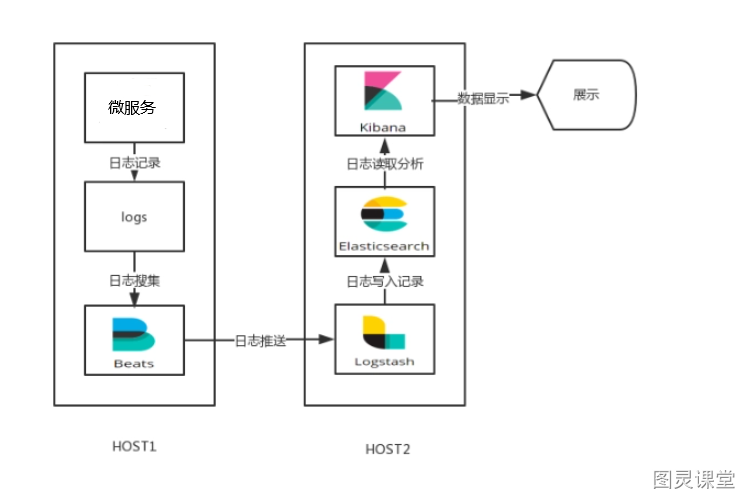 微服务
日志记录
logs
日志搜集
Beats
HOST1
日志推送
Kibana
日志读取分析
Elasticsearch
日志写入记录
Logstash
HOST2
数据显示
展示
图灵课堂